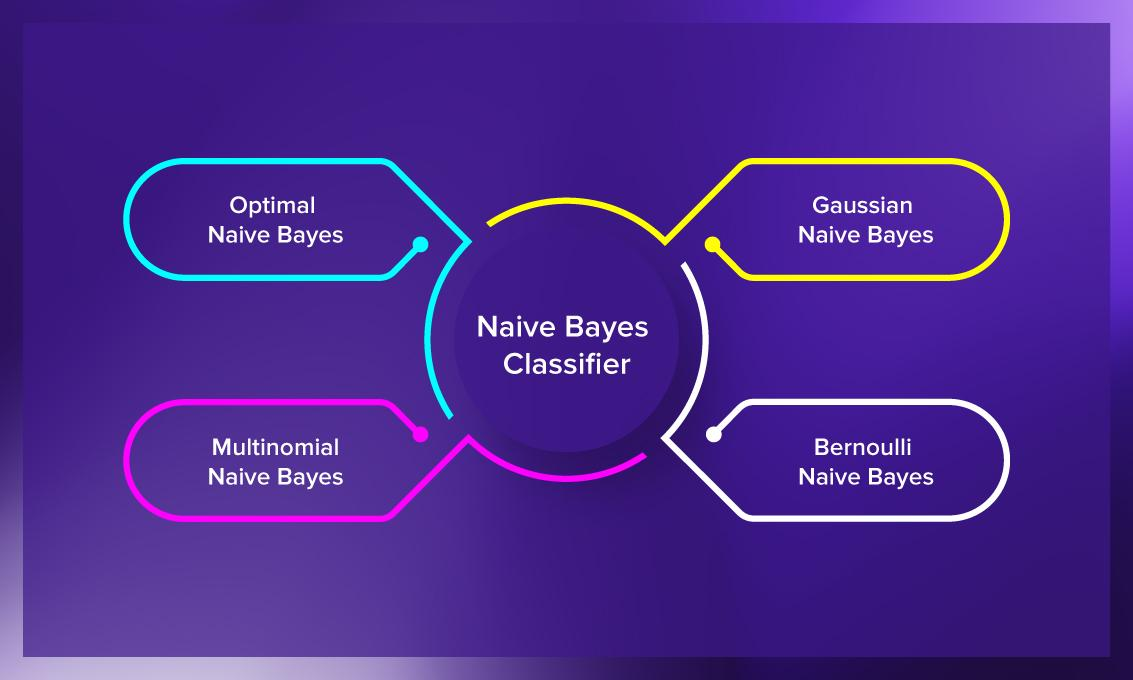 Optimal
Naive Bayes
Gaussian
Naive Bayes
Naive Bayes
Classifier
Multinomial
Naive Bayes
Bernoulli
Naive Bayes